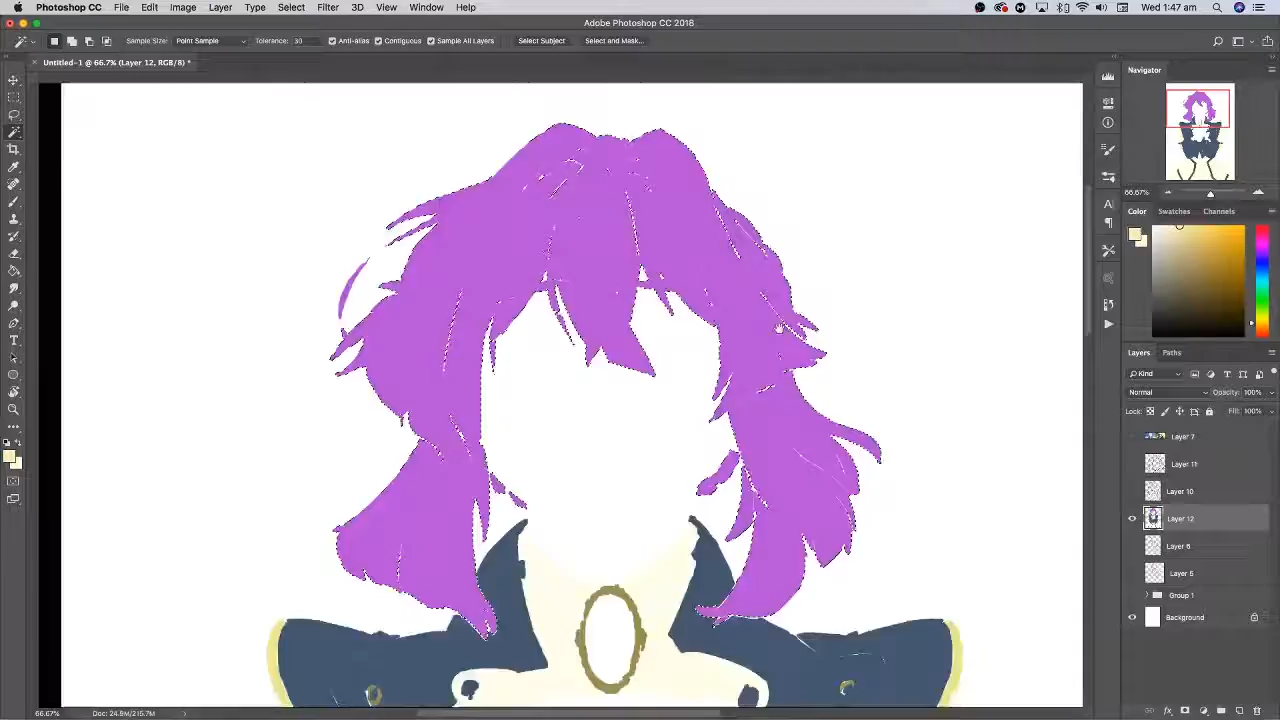 Photoshop CC File Edit Image Layer Type Select Filter 3D View Window Help Wed 1:47 am
Adobe Photoshop CC 2018
Sample Size: Point Sample Tolerance: 30 Anti-alias Contiguous Sample All Layers Select Subject Select and Mask...
Untitled-1 @ 66.7% (Layer 12, RGB/8) *
Navigator
66.67%
Color Swatches Channels
Layers Paths
Kind
Normal Opacity: 100%
Lock: Fill: 100%
Layer 7
Layer 11
Layer 10
Layer 12
Layer 6
Layer 5
Group 1
Background
66.67% Doc: 24.9M/215.7M